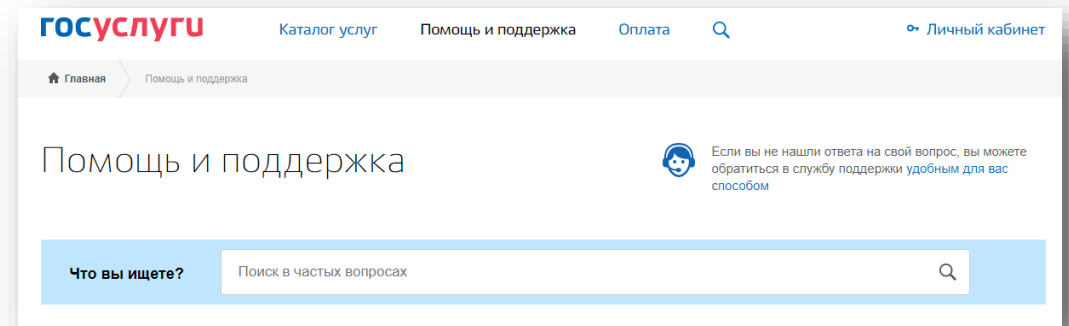 госуслуги Каталог услуг Помощь и поддержка Оплата Личный кабинет
Главная Помощь и поддержка
Помощь и поддержка
Если вы не нашли ответа на свой вопрос, вы можете
обратиться в службу поддержки удобным для вас
способом
Что вы ищете? Поиск в частых вопросах